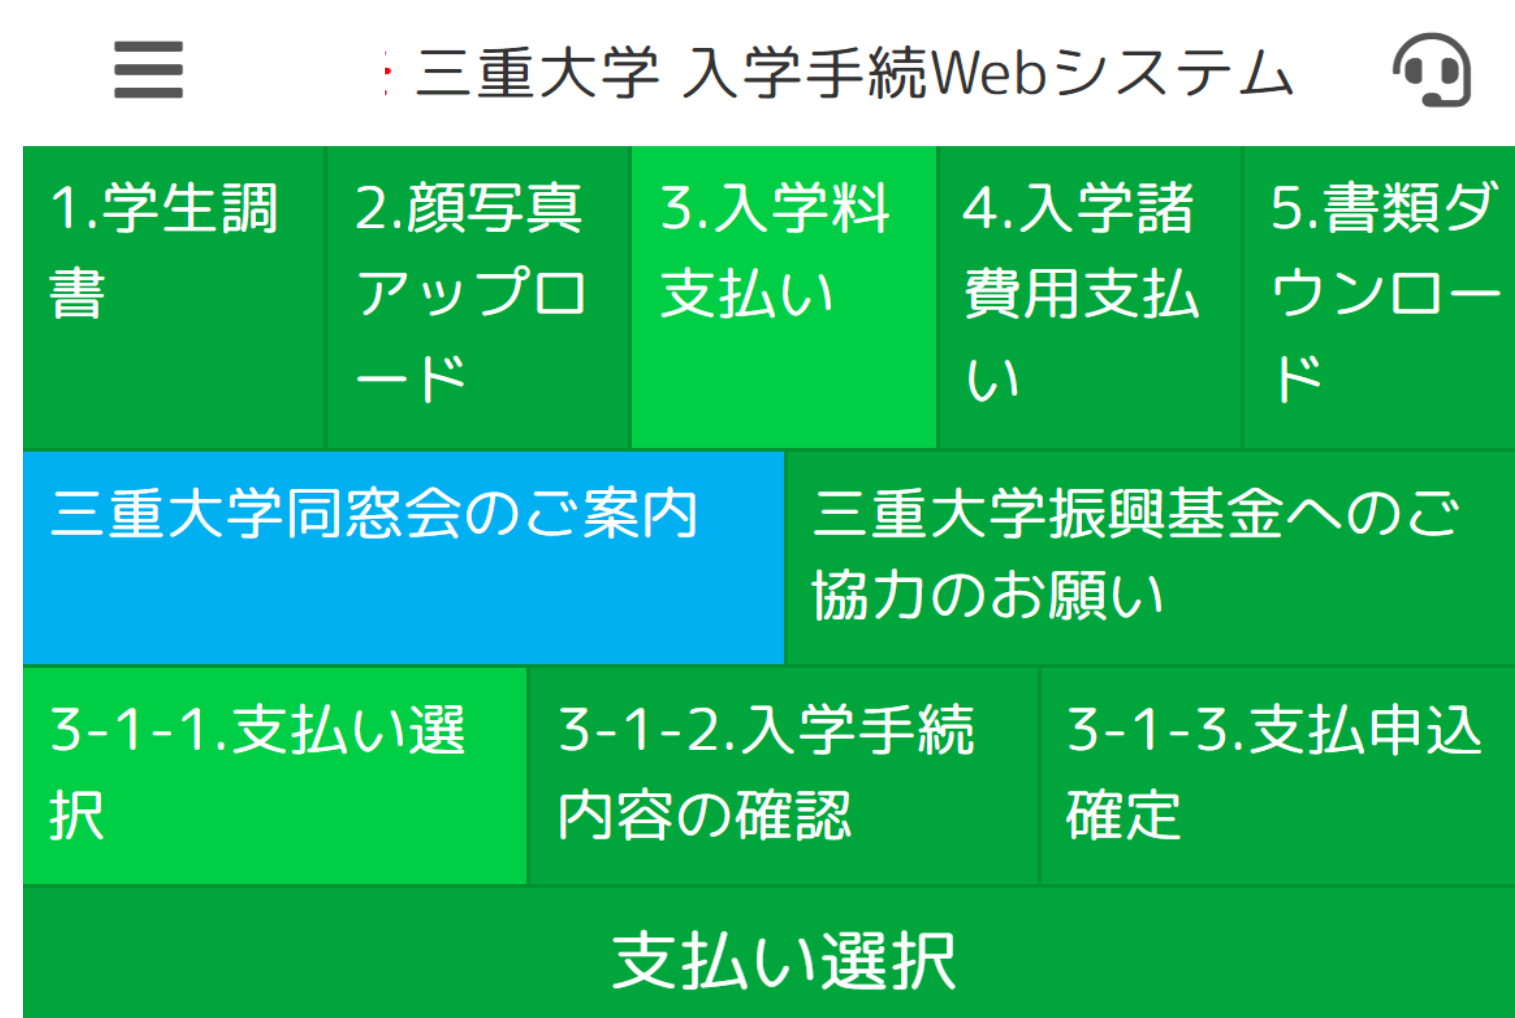 三重大学 入学手続Webシステム
1.学生調
書
2.顔写真
アップロ
ード
3.入学料
支払い
4.入学諸
費用支払
い
5.書類ダ
ウンロー
ド
三重大学同窓会のご案内
三重大学振興基金へのご
協力のお願い
3-1-1.支払い選
択
3-1-2.入学手続
内容の確認
3-1-3.支払申込
確定
支払い選択